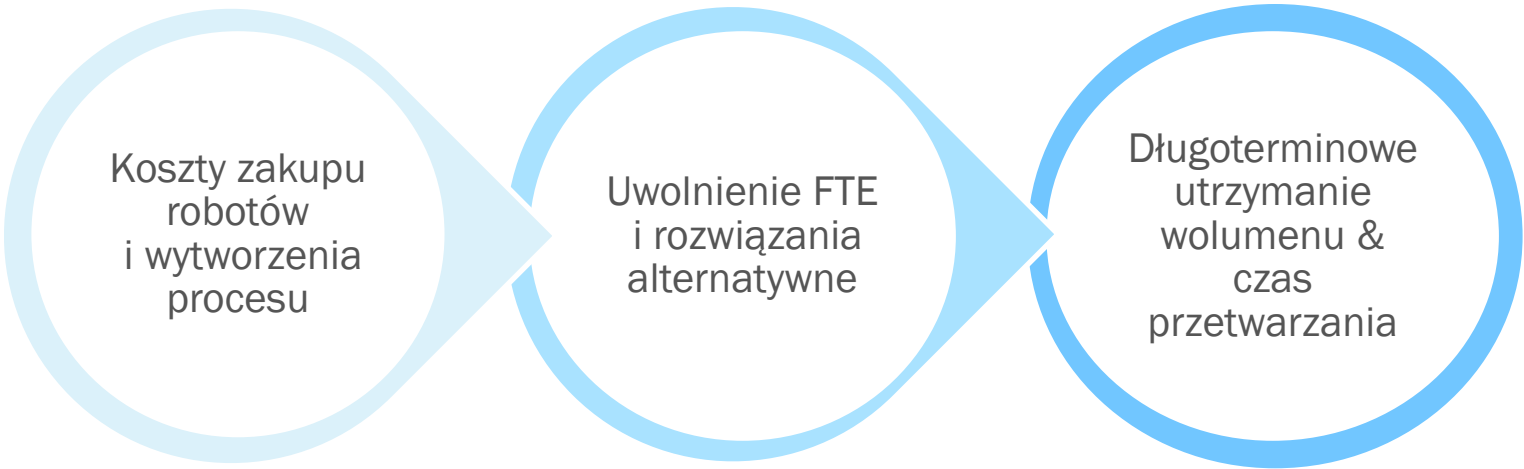 Koszty zakupu
robotów
i wytworzenia
procesu
Uwolnienie FTE
i rozwiązania
alternatywne
Długoterminowe
utrzymanie
wolumenu &
czas
przetwarzania